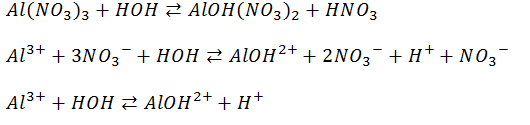 Al(NO₃)₃ + HOH ⇄ AlOH(NO₃)₂ + HNO₃
Al³⁺ + 3NO₃⁻ + HOH ⇄ AlOH²⁺ + 2NO₃⁻ + H⁺ + NO₃⁻
Al³⁺ + HOH ⇄ AlOH²⁺ + H⁺